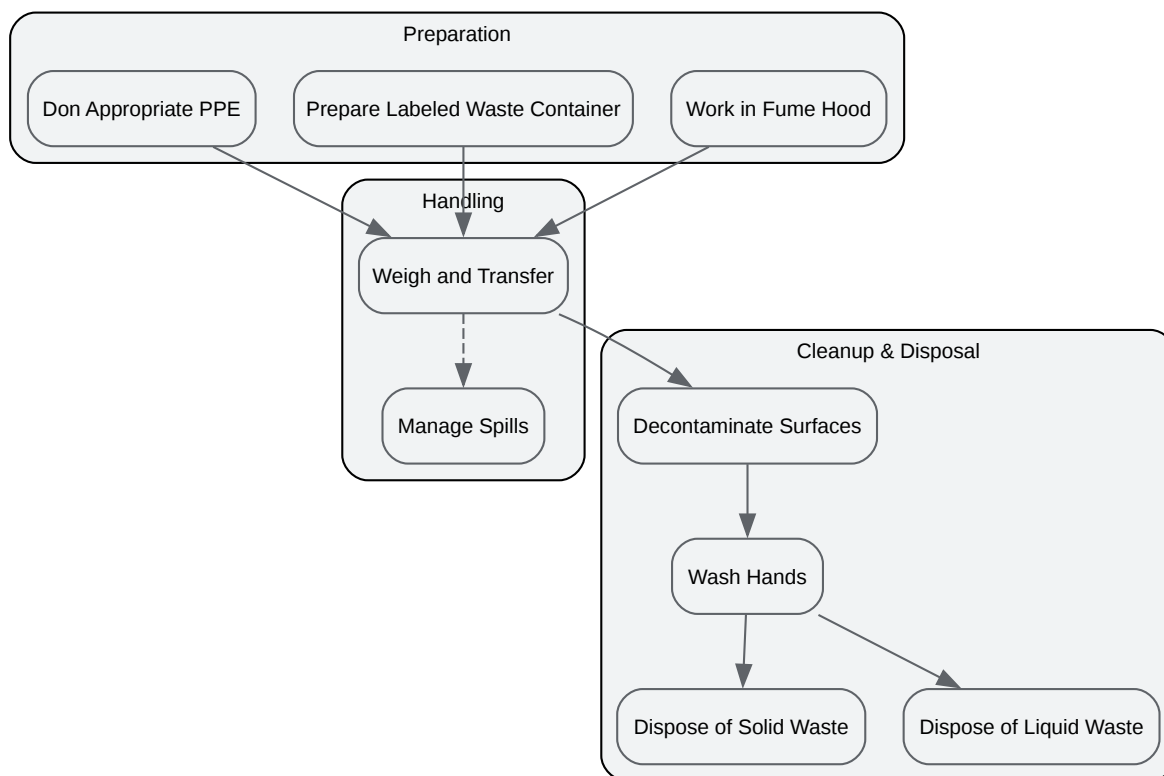 Preparation
Don Appropriate PPE
Prepare Labeled Waste Container
Work in Fume Hood
Handling
Weigh and Transfer
Manage Spills
Cleanup & Disposal
Decontaminate Surfaces
Wash Hands
Dispose of Solid Waste
Dispose of Liquid Waste